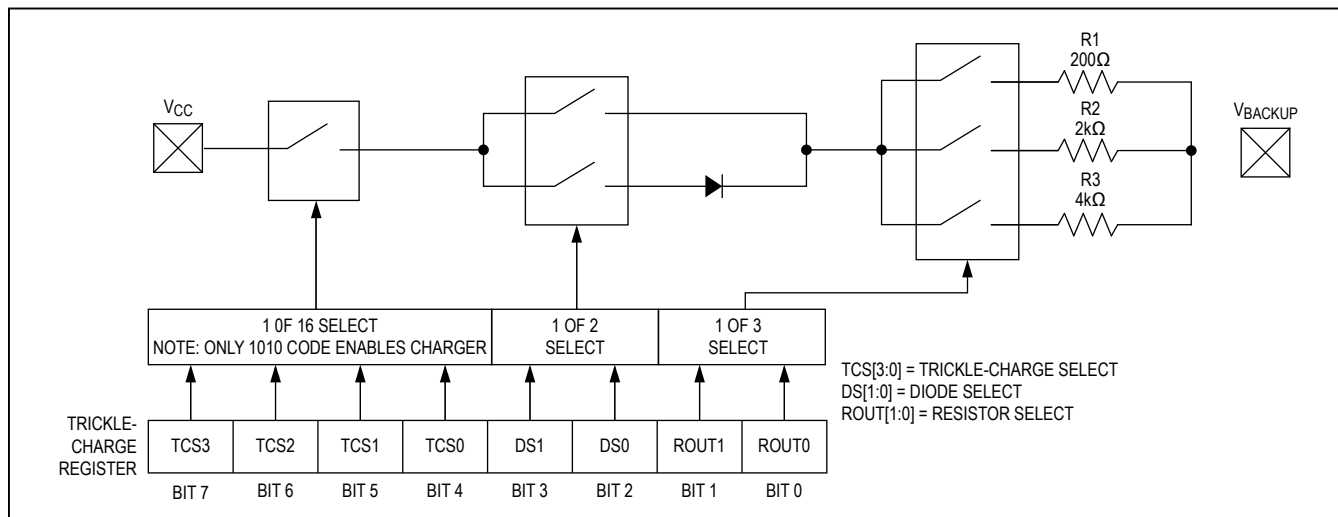 R1
200Ω
VCC
R2
2kΩ
VBACKUP
R3
4kΩ
1 0F 16 SELECT
NOTE: ONLY 1010 CODE ENABLES CHARGER
1 OF 2
SELECT
1 OF 3
SELECT
TCS[3:0] = TRICKLE-CHARGE SELECT
DS[1:0] = DIODE SELECT
ROUT[1:0] = RESISTOR SELECT
TRICKLE-
CHARGE
REGISTER
TCS3 TCS2 TCS1 TCS0 DS1 DS0 ROUT1 ROUT0
BIT 7 BIT 6 BIT 5 BIT 4 BIT 3 BIT 2 BIT 1 BIT 0